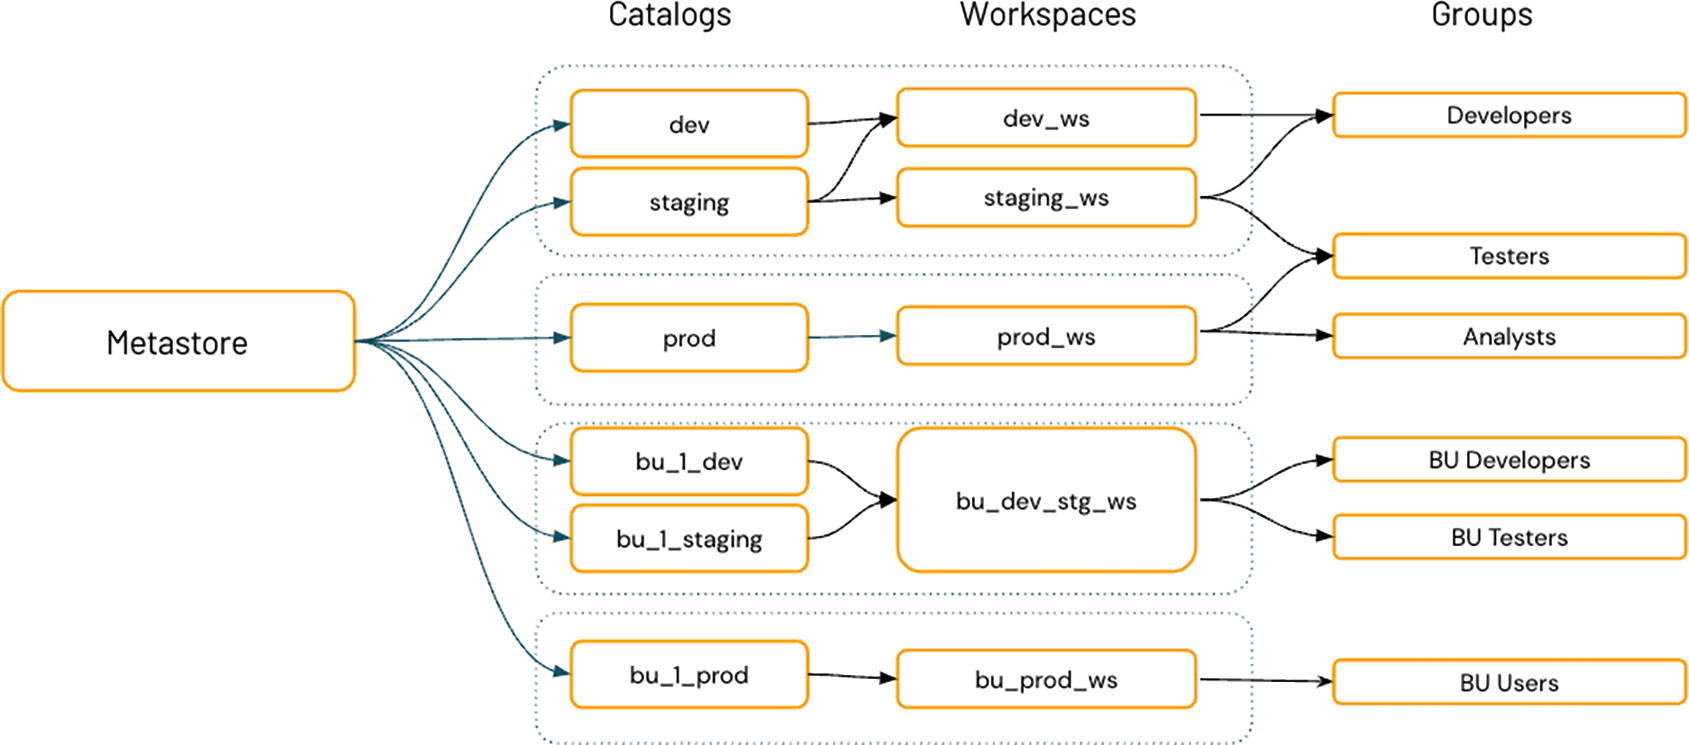 Catalogs
Workspaces
Groups
dev
dev_ws
Developers
staging
staging_ws
Testers
Metastore
prod
prod_ws
Analysts
bu_1_dev
bu_dev_stg_ws
BU Developers
bu_1_staging
BU Testers
bu_1_prod
bu_prod_ws
BU Users